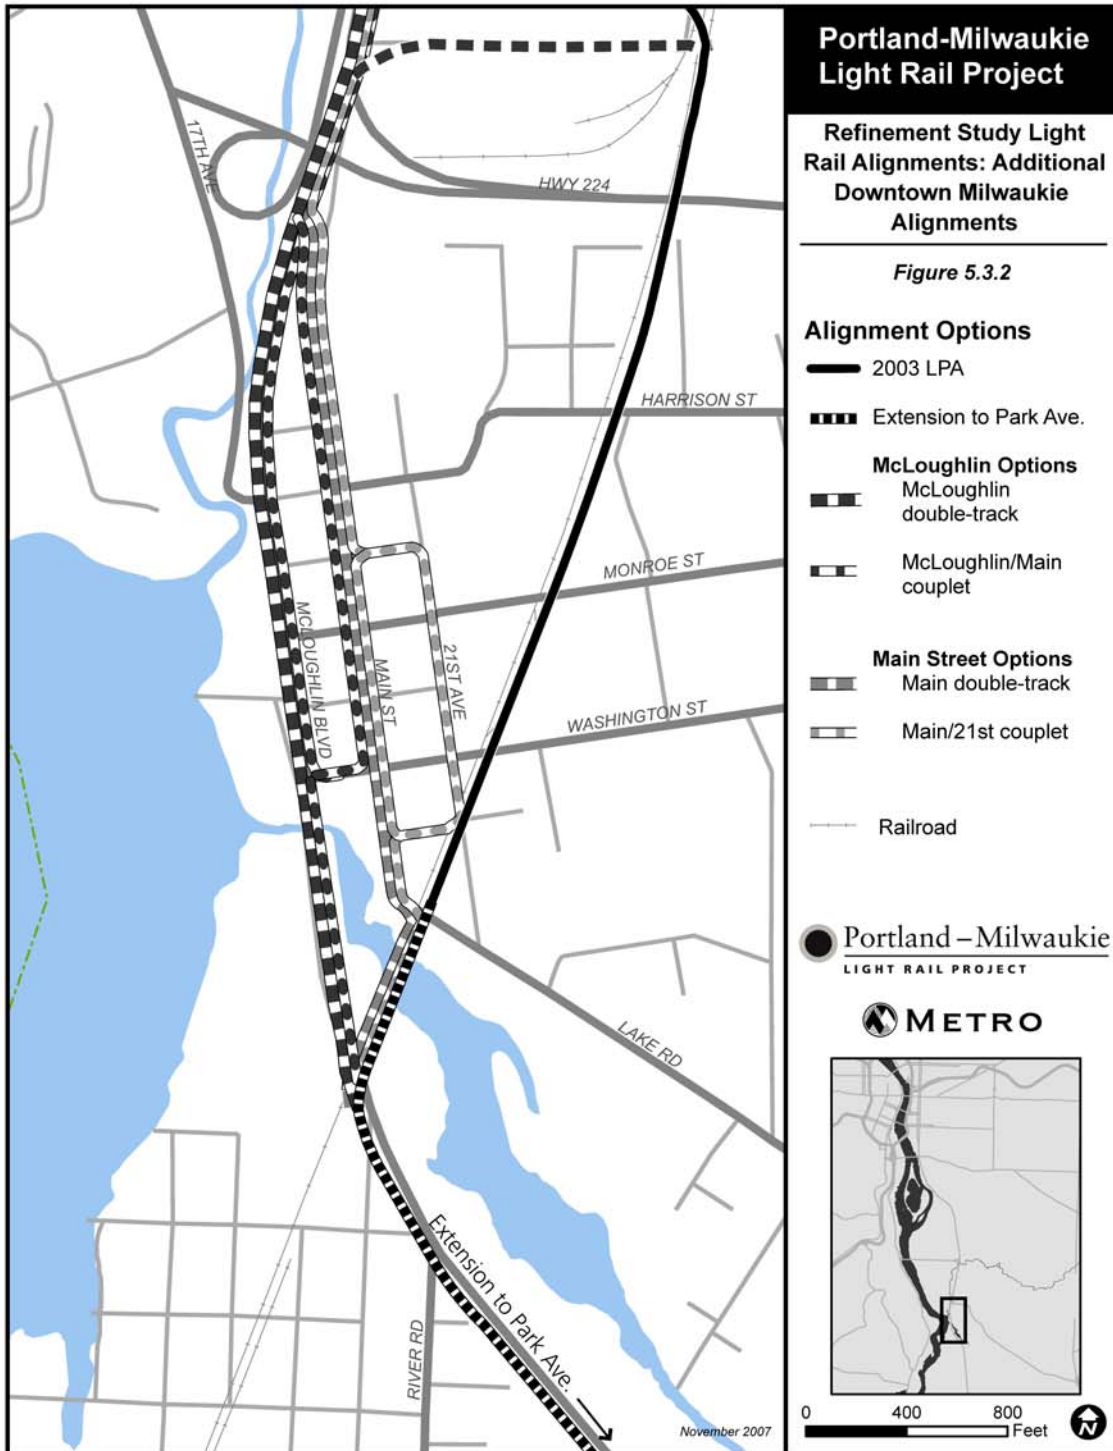 Portland-Milwaukie
Light Rail Project
Refinement Study Light
Rail Alignments: Additional
Downtown Milwaukie
Alignments
Figure 5.3.2
Alignment Options
2003 LPA
Extension to Park Ave.
McLoughlin Options
McLoughlin
double-track
McLoughlin/Main
couplet
Main Street Options
Main double-track
Main/21st couplet
Railroad
Portland – Milwaukie
LIGHT RAIL PROJECT
METRO
0 400 800
Feet
N
17TH AVE
HWY 224
HARRISON ST
MONROE ST
MCLOUGHLIN BLVD
MAIN ST
21ST AVE
WASHINGTON ST
LAKE RD
Extension to Park Ave.
RIVER RD
November 2007